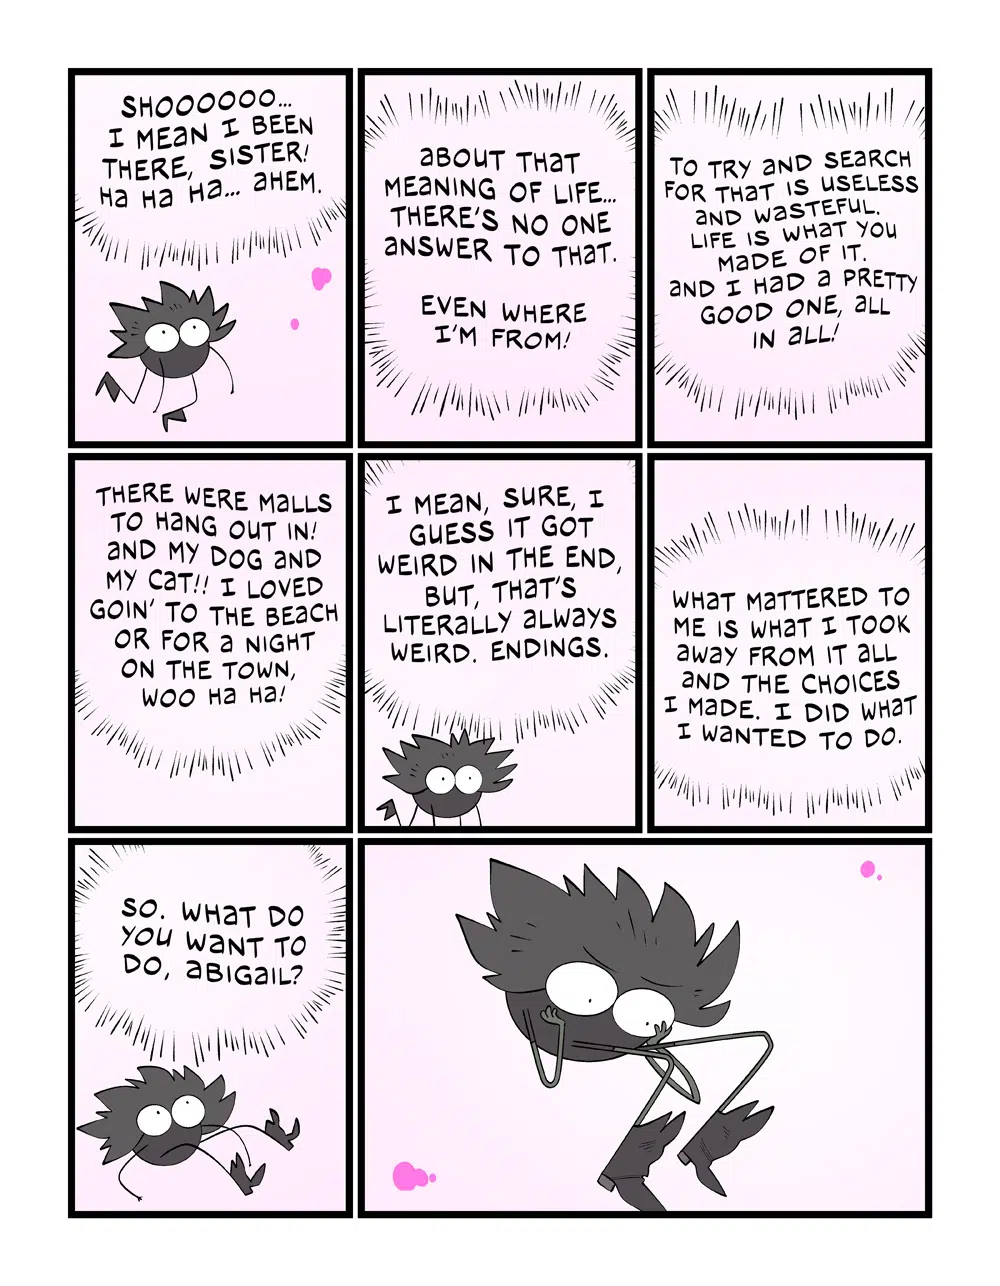 SHOOOOOO...
I MEAN I BEEN
THERE, SISTER!
HA HA HA... AHEM.
ABOUT THAT
MEANING OF LIFE...
THERE'S NO ONE
ANSWER TO THAT.
EVEN WHERE
I'M FROM!
TO TRY AND SEARCH
FOR THAT IS USELESS
AND WASTEFUL.
LIFE IS WHAT YOU
MADE OF IT.
AND I HAD A PRETTY
GOOD ONE, ALL
IN ALL!
THERE WERE MALLS
TO HANG OUT IN!
AND MY DOG AND
MY CAT!! I LOVED
GOIN' TO THE BEACH
OR FOR A NIGHT
ON THE TOWN,
WOO HA HA!
I MEAN, SURE, I
GUESS IT GOT
WEIRD IN THE END,
BUT, THAT'S
LITERALLY ALWAYS
WEIRD. ENDINGS.
WHAT MATTERED TO
ME IS WHAT I TOOK
AWAY FROM IT ALL
AND THE CHOICES
I MADE. I DID WHAT
I WANTED TO DO.
SO. WHAT DO
YOU WANT TO
DO, ABIGAIL?